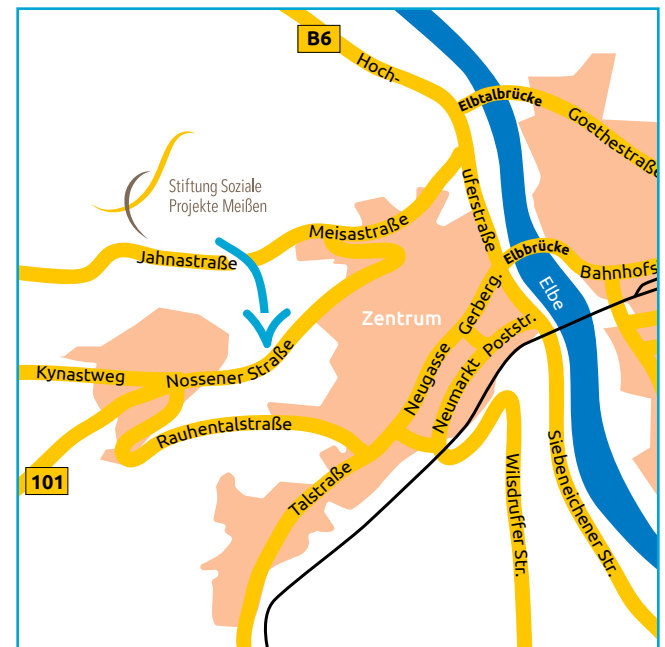 B6
Hoch-
Elbtalbrücke
Goethestraße
Stiftung Soziale
Projekte Meißen
uferstraße
Meisastraße
Jahnastraße
Elbbrücke
Bahnhofs
Elbe
Gerberg.
Zentrum
Poststr.
Neugasse
Neumarkt
Kynastweg
Nossener Straße
Rauhentalstraße
101
Talstraße
Wilsdruffer Str.
Siebeneichener Str.